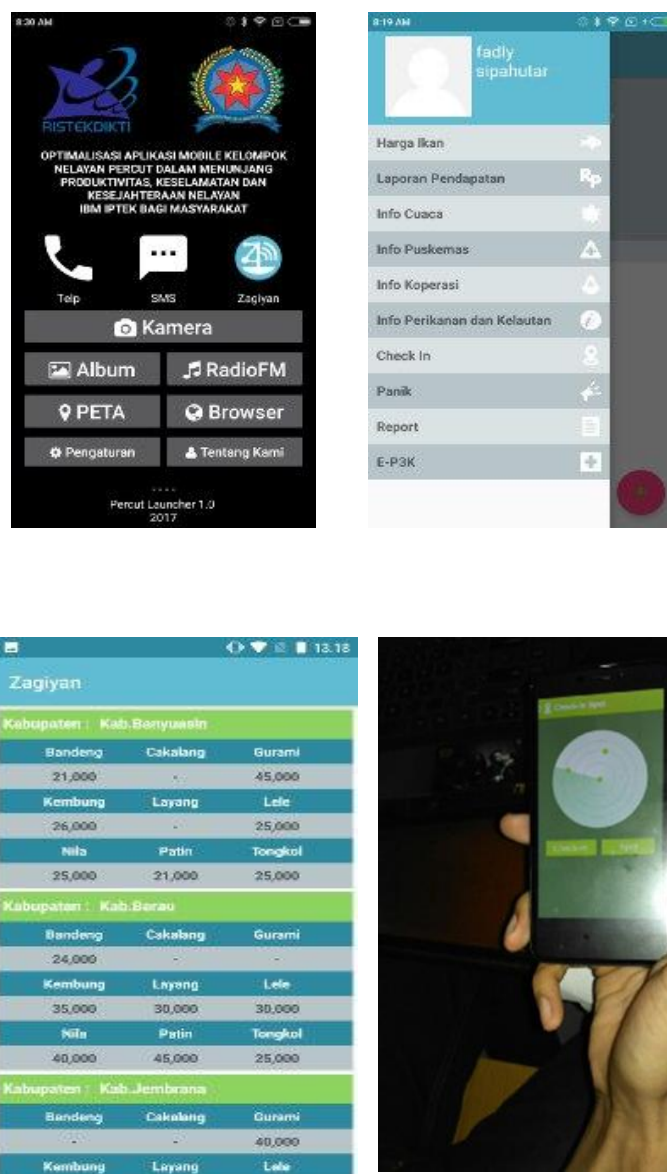 8:30 AM
RISTEKDIKTI
OPTIMALISASI APLIKASI MOBILE KELOMPOK
NELAYAN PERCUT DALAM MENUNJANG
PRODUKTIVITAS, KESELAMATAN DAN
KESEJAHTERAAN NELAYAN
IBM IPTEK BAGI MASYARAKAT
Telp SMS Zagiyan
Kamera
Album RadioFM
PETA Browser
Pengaturan Tentang Kami
Percut Launcher 1.0
2017
8:19 AM
fadly
sipahutar
Harga Ikan
Laporan Pendapatan Rp
Info Cuaca
Info Puskemas
Info Koperasi
Info Perikanan dan Kelautan
Check In
Panik
Report
E-P3K
13.18
Zagiyan
Kabupaten : Kab.Banyuasin
Bandeng Cakalang Gurami
21,000 - 45,000
Kembung Layang Lele
26,000 - 25,000
Nila Patin Tongkol
25,000 21,000 25,000
Kabupaten : Kab.Barau
Bandeng Cakalang Gurami
24,000 - -
Kembung Layang Lele
35,000 30,000 30,000
Nila Patin Tongkol
40,000 45,000 25,000
Kabupaten : Kab.Jembrana
Bandeng Cakalang Gurami
- - 40,000
Kembung Layang Lele